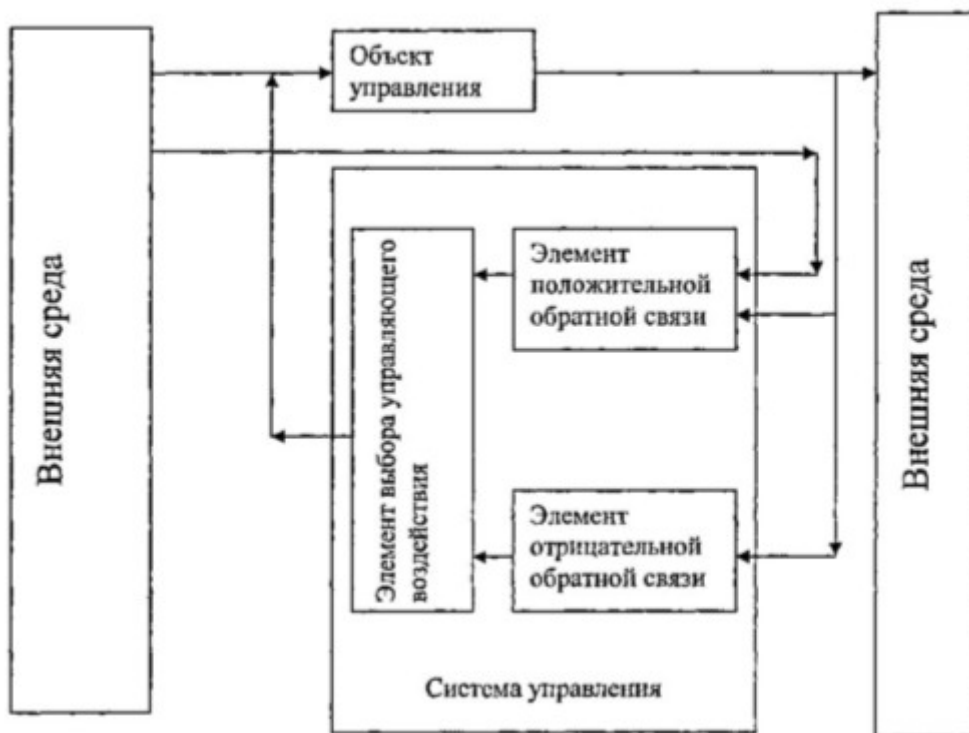 Объект
управления
Внешняя среда
Элемент выбора управляющего
воздействия
Элемент
положительной
обратной связи
Элемент
отрицательной
обратной связи
Система управления
Внешняя среда